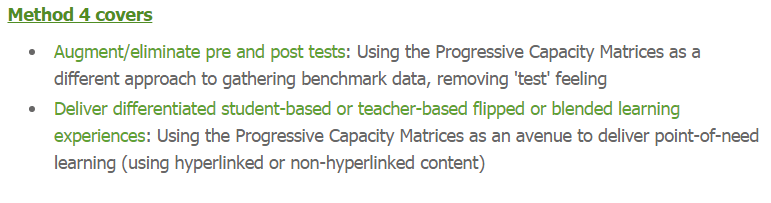 Method 4 covers
• Augment/eliminate pre and post tests: Using the Progressive Capacity Matrices as a
different approach to gathering benchmark data, removing 'test' feeling
• Deliver differentiated student-based or teacher-based flipped or blended learning
experiences: Using the Progressive Capacity Matrices as an avenue to deliver point-of-need
learning (using hyperlinked or non-hyperlinked content)